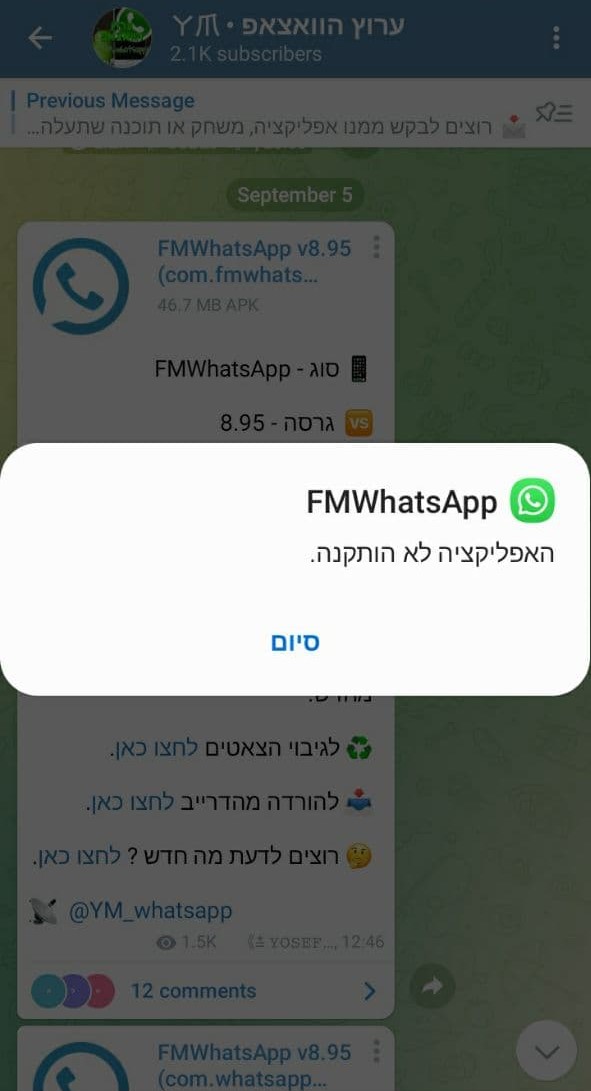 ערוץ הוואצאפ • YM
2.1K subscribers
Previous Message
רוצים לבקש ממנו אפליקציה, משחק או תוכנה שתעלה...
September 5
FMWhatsApp v8.95
(com.fmwhats...
46.7 MB APK
סוג - FMWhatsApp
VS גרסה - 8.95
FMWhatsApp
האפליקציה לא הותקנה.
סיום
לגיבוי הצאטים לחצו כאן.
להורדה מהדרייב לחצו כאן.
רוצים לדעת מה חדש ? לחצו כאן.
@YM_whatsapp
1.5K YOSEF..., 12:46
12 comments
FMWhatsApp v8.95
(com.whatsapp...